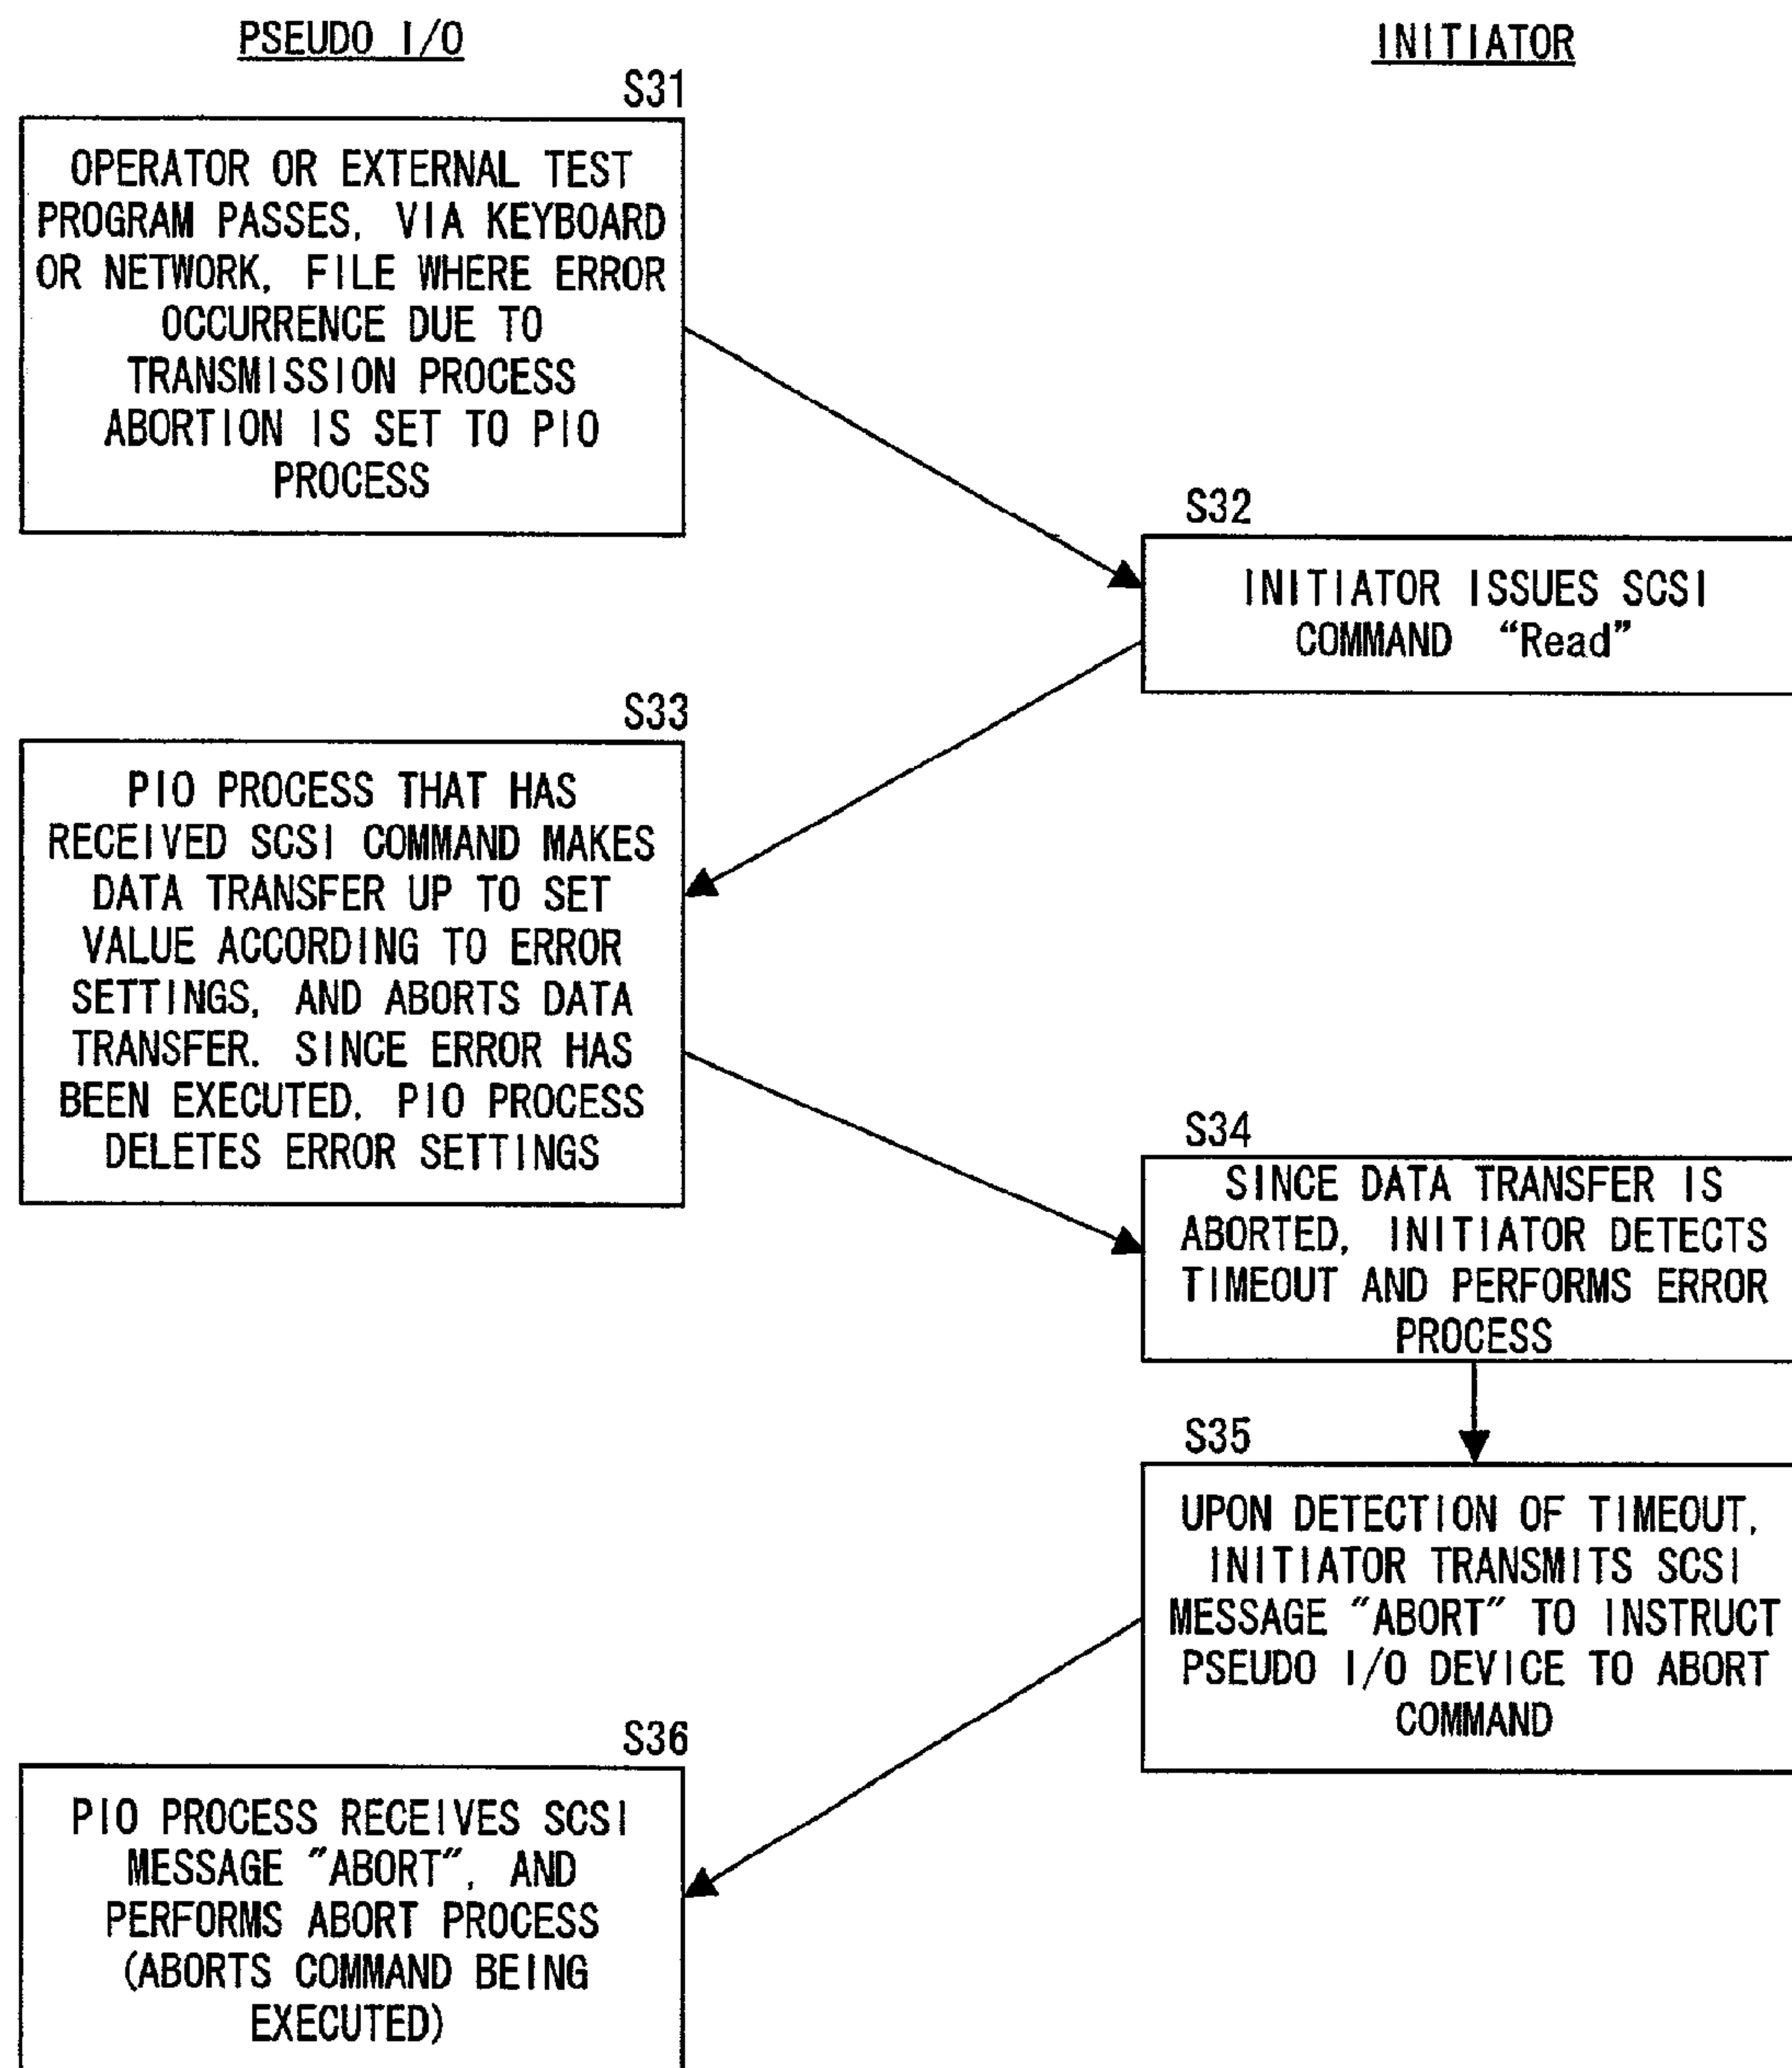 PSEUDO I/O
INITIATOR
S31
OPERATOR OR EXTERNAL TEST
PROGRAM PASSES, VIA KEYBOARD
OR NETWORK, FILE WHERE ERROR
OCCURRENCE DUE TO
TRANSMISSION PROCESS
ABORTION IS SET TO PIO
PROCESS
S32
INITIATOR ISSUES SCSI
COMMAND “Read”
S33
PIO PROCESS THAT HAS
RECEIVED SCSI COMMAND MAKES
DATA TRANSFER UP TO SET
VALUE ACCORDING TO ERROR
SETTINGS, AND ABORTS DATA
TRANSFER. SINCE ERROR HAS
BEEN EXECUTED, PIO PROCESS
DELETES ERROR SETTINGS
S34
SINCE DATA TRANSFER IS
ABORTED, INITIATOR DETECTS
TIMEOUT AND PERFORMS ERROR
PROCESS
S35
UPON DETECTION OF TIMEOUT,
INITIATOR TRANSMITS SCSI
MESSAGE "ABORT" TO INSTRUCT
PSEUDO I/O DEVICE TO ABORT
COMMAND
S36
PIO PROCESS RECEIVES SCSI
MESSAGE "ABORT", AND
PERFORMS ABORT PROCESS
(ABORTS COMMAND BEING
EXECUTED)